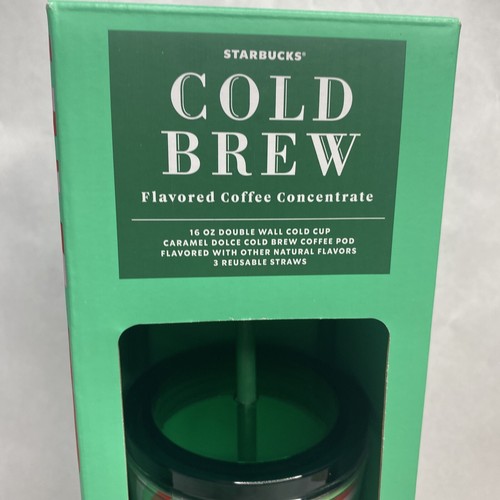 STARBUCKS®
COLD
BREW
Flavored Coffee Concentrate
16 OZ DOUBLE WALL COLD CUP
CARAMEL DOLCE COLD BREW COFFEE POD
FLAVORED WITH OTHER NATURAL FLAVORS
3 REUSABLE STRAWS